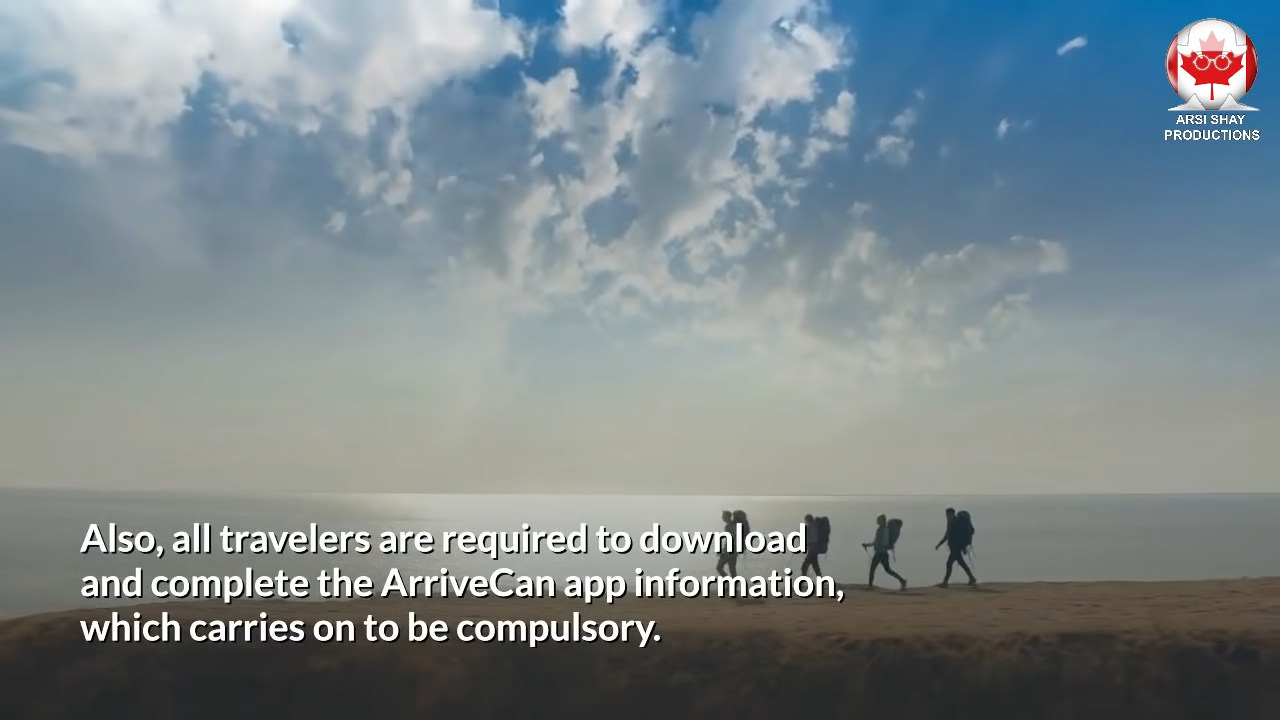 ARSI SHAY
PRODUCTIONS
Also, all travelers are required to download
and complete the ArriveCan app information,
which carries on to be compulsory.